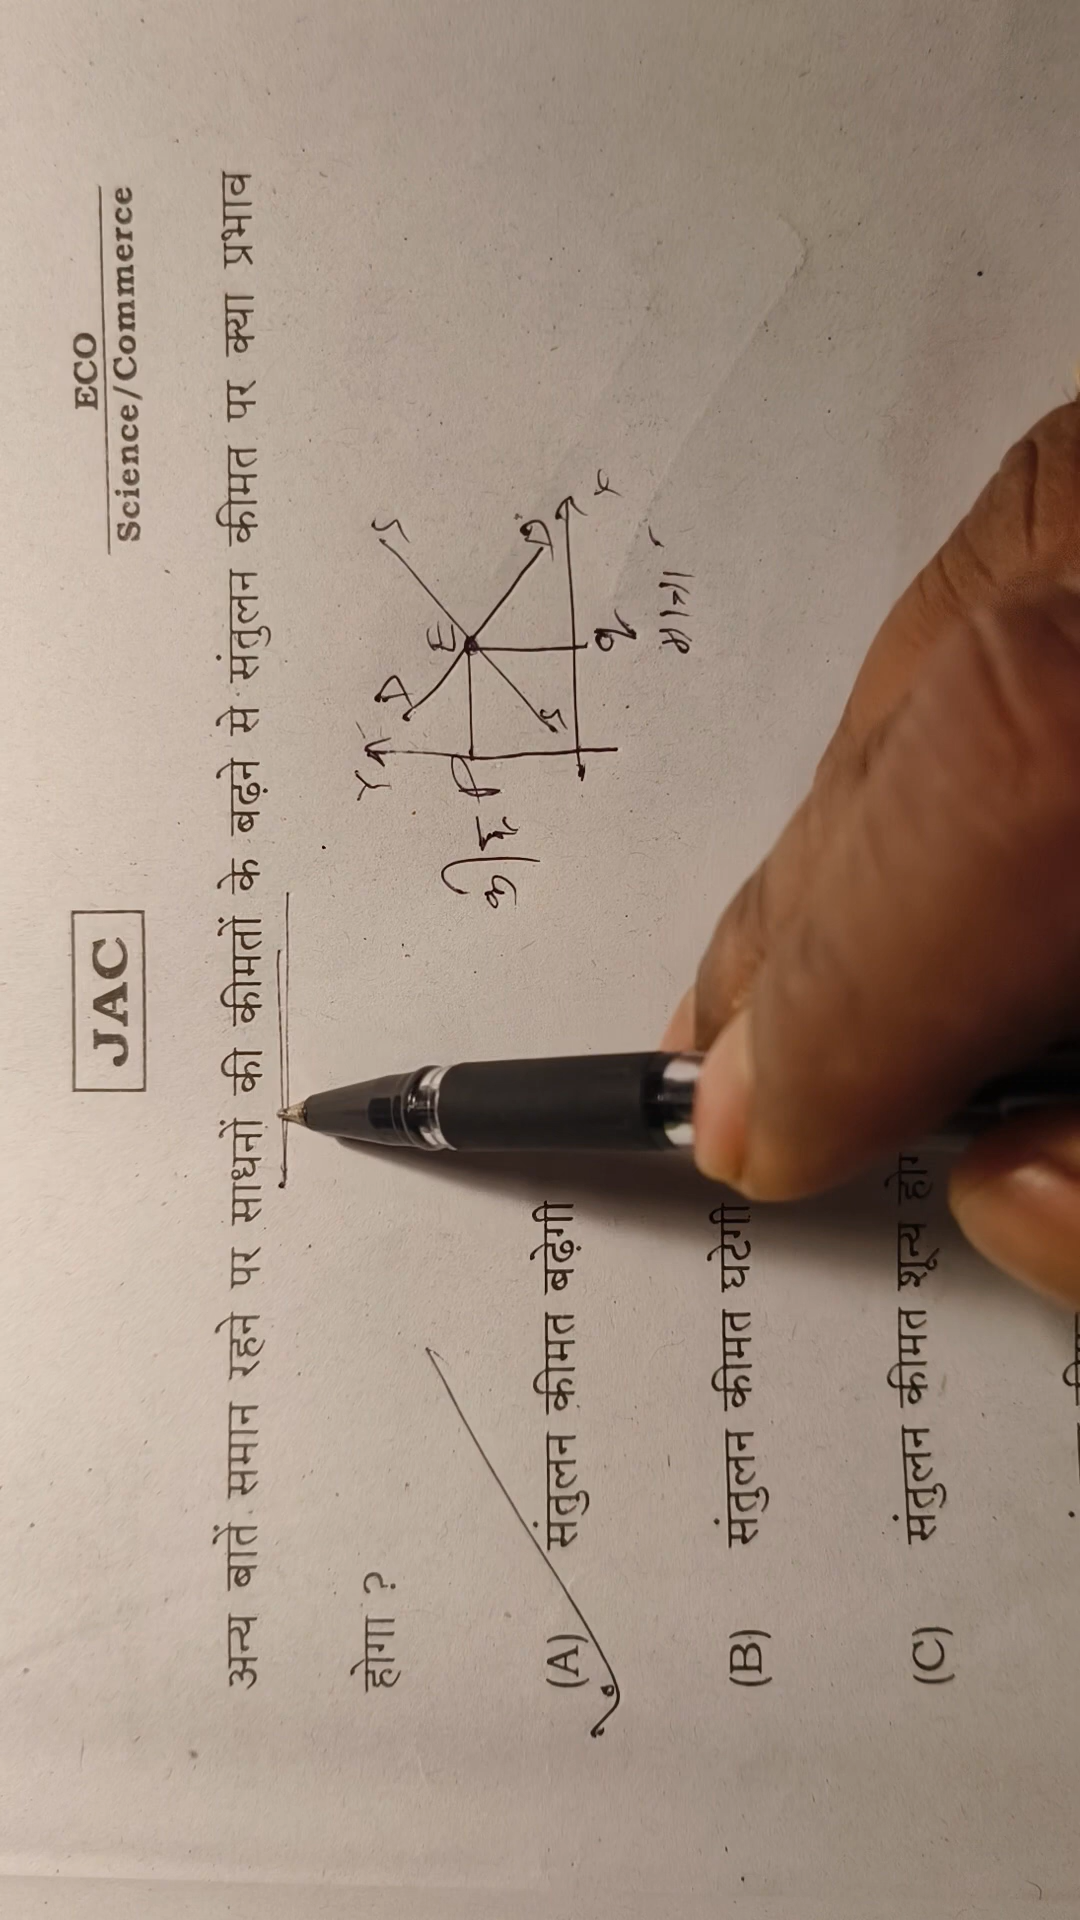 JAC
ECO
Science/Commerce
अन्य बातें समान रहने पर साधनों की कीमतों के बढ़ने से संतुलन कीमत पर क्या प्रभाव
होगा ?
Y
D
S
E
P
S
D
X
q
(A) संतुलन कीमत बढ़ेगी
(B) संतुलन कीमत घटेगी
(C) संतुलन कीमत शून्य